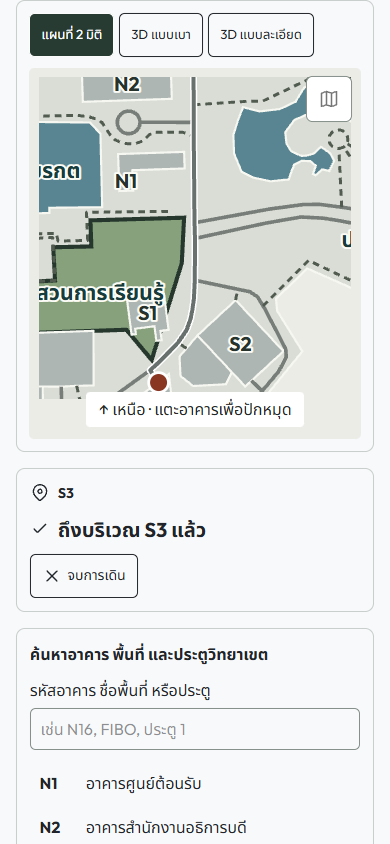 แผนที่ 2 มิติ
3D แบบเบา
3D แบบละเอียด
N2
N1
สวนการเรียนรู้
S1
S2
↑ เหนือ · แตะอาคารเพื่อปักหมุด
S3
ถึงบริเวณ S3 แล้ว
จบการเดิน
ค้นหาอาคาร พื้นที่ และประตูวิทยาเขต
รหัสอาคาร ชื่อพื้นที่ หรือประตู
เช่น N16, FIBO, ประตู 1
N1 อาคารศูนย์ต้อนรับ
N2 อาคารสำนักงานอธิการบดี